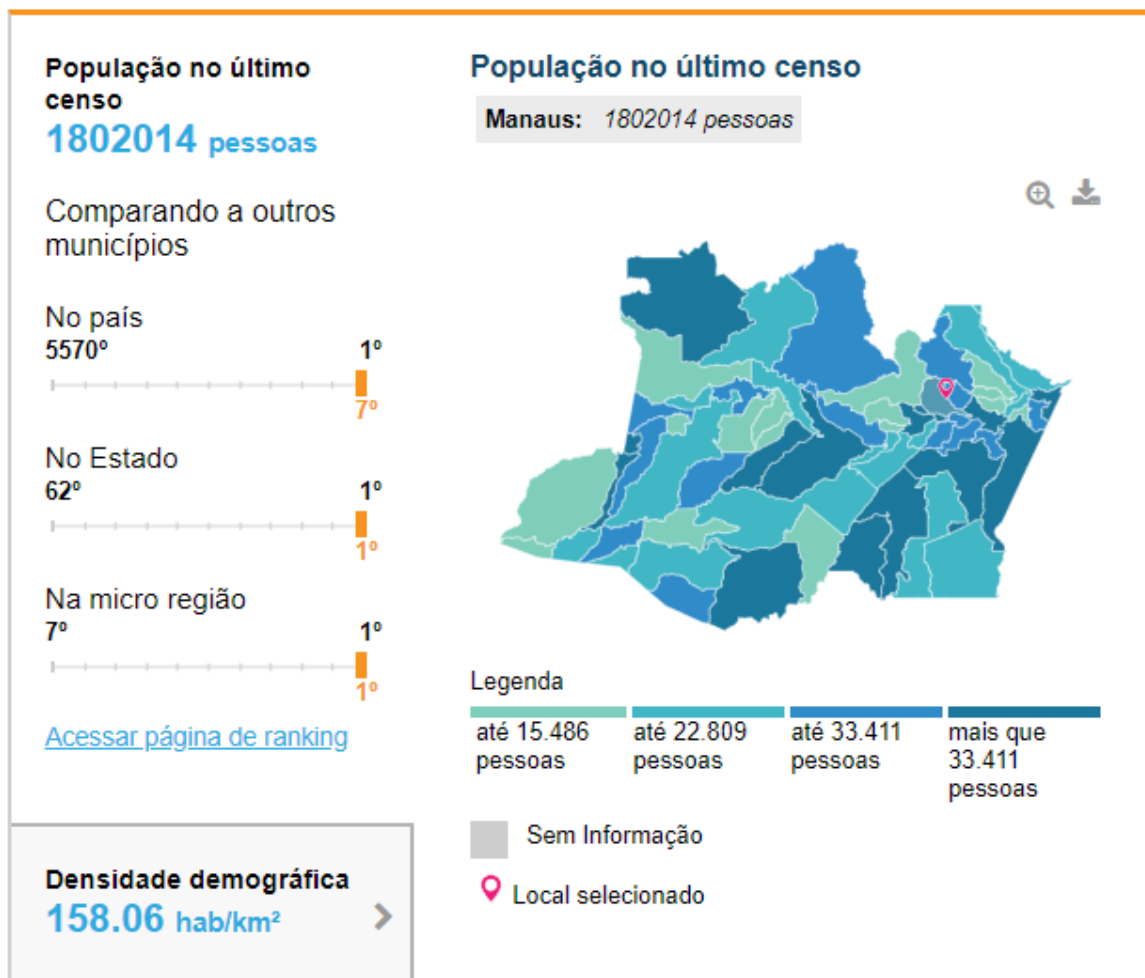 População no último
censo
1802014 pessoas
Comparando a outros
municípios
No país
5570º 1º
7º
No Estado
62º 1º
1º
Na micro região
7º 1º
1º
Acessar página de ranking
Densidade demográfica
158.06 hab/km²
População no último censo
Manaus: 1802014 pessoas
Legenda
até 15.486
pessoas
até 22.809
pessoas
até 33.411
pessoas
mais que
33.411
pessoas
Sem Informação
Local selecionado